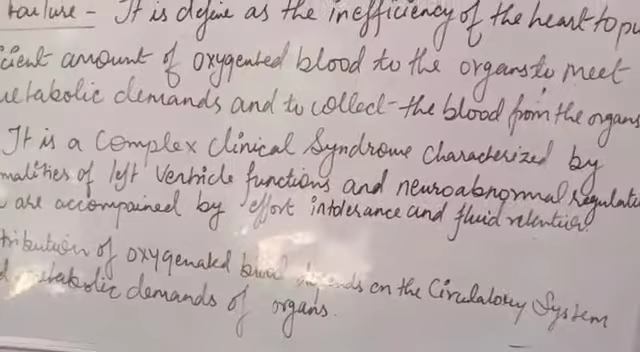 failure - It is define as the inefficiency of the heart to pu
cient amount of oxygented blood to the organs to meet
metabolic demands and to collect the blood from the organs
It is a complex clinical syndrome characterized by
malities of left ventricle functions and neuroabnormal regulati
are accompained by effort intolerance and fluid retention
tribution of oxygenated blood depends on the Circulatory System
metabolic demands of organs.